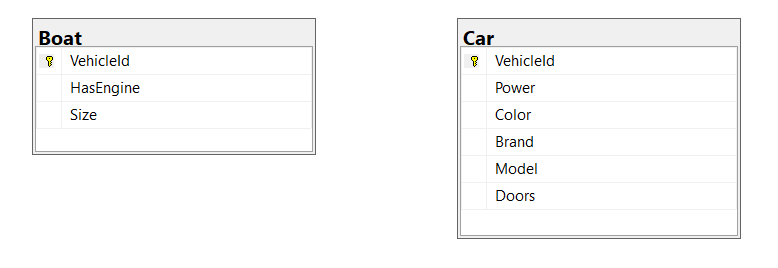 Boat
VehicleId
HasEngine
Size
Car
VehicleId
Power
Color
Brand
Model
Doors